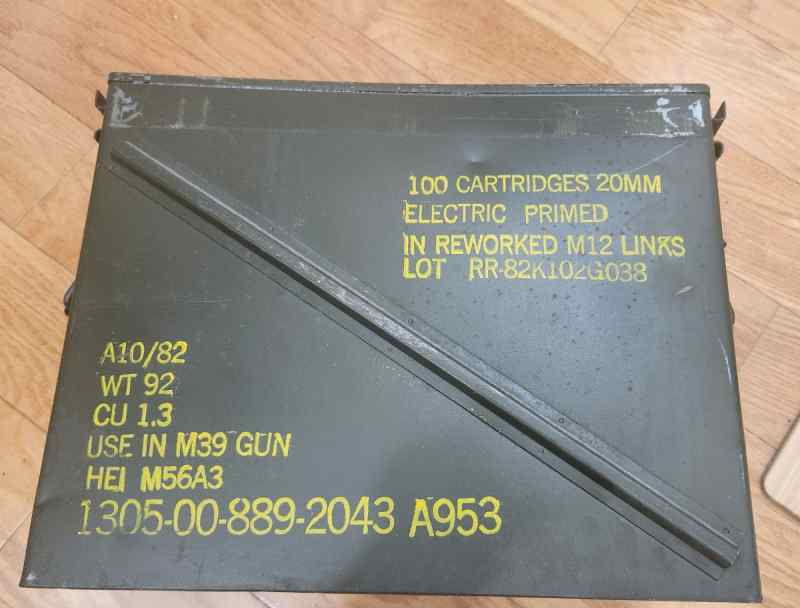 100 CARTRIDGES 20MM
ELECTRIC PRIMED
IN REWORKED M12 LINKS
LOT RR-82K102G038
A10/82
WT 92
CU 1.3
USE IN M39 GUN
HEI M56A3
1305-00-889-2043 A953